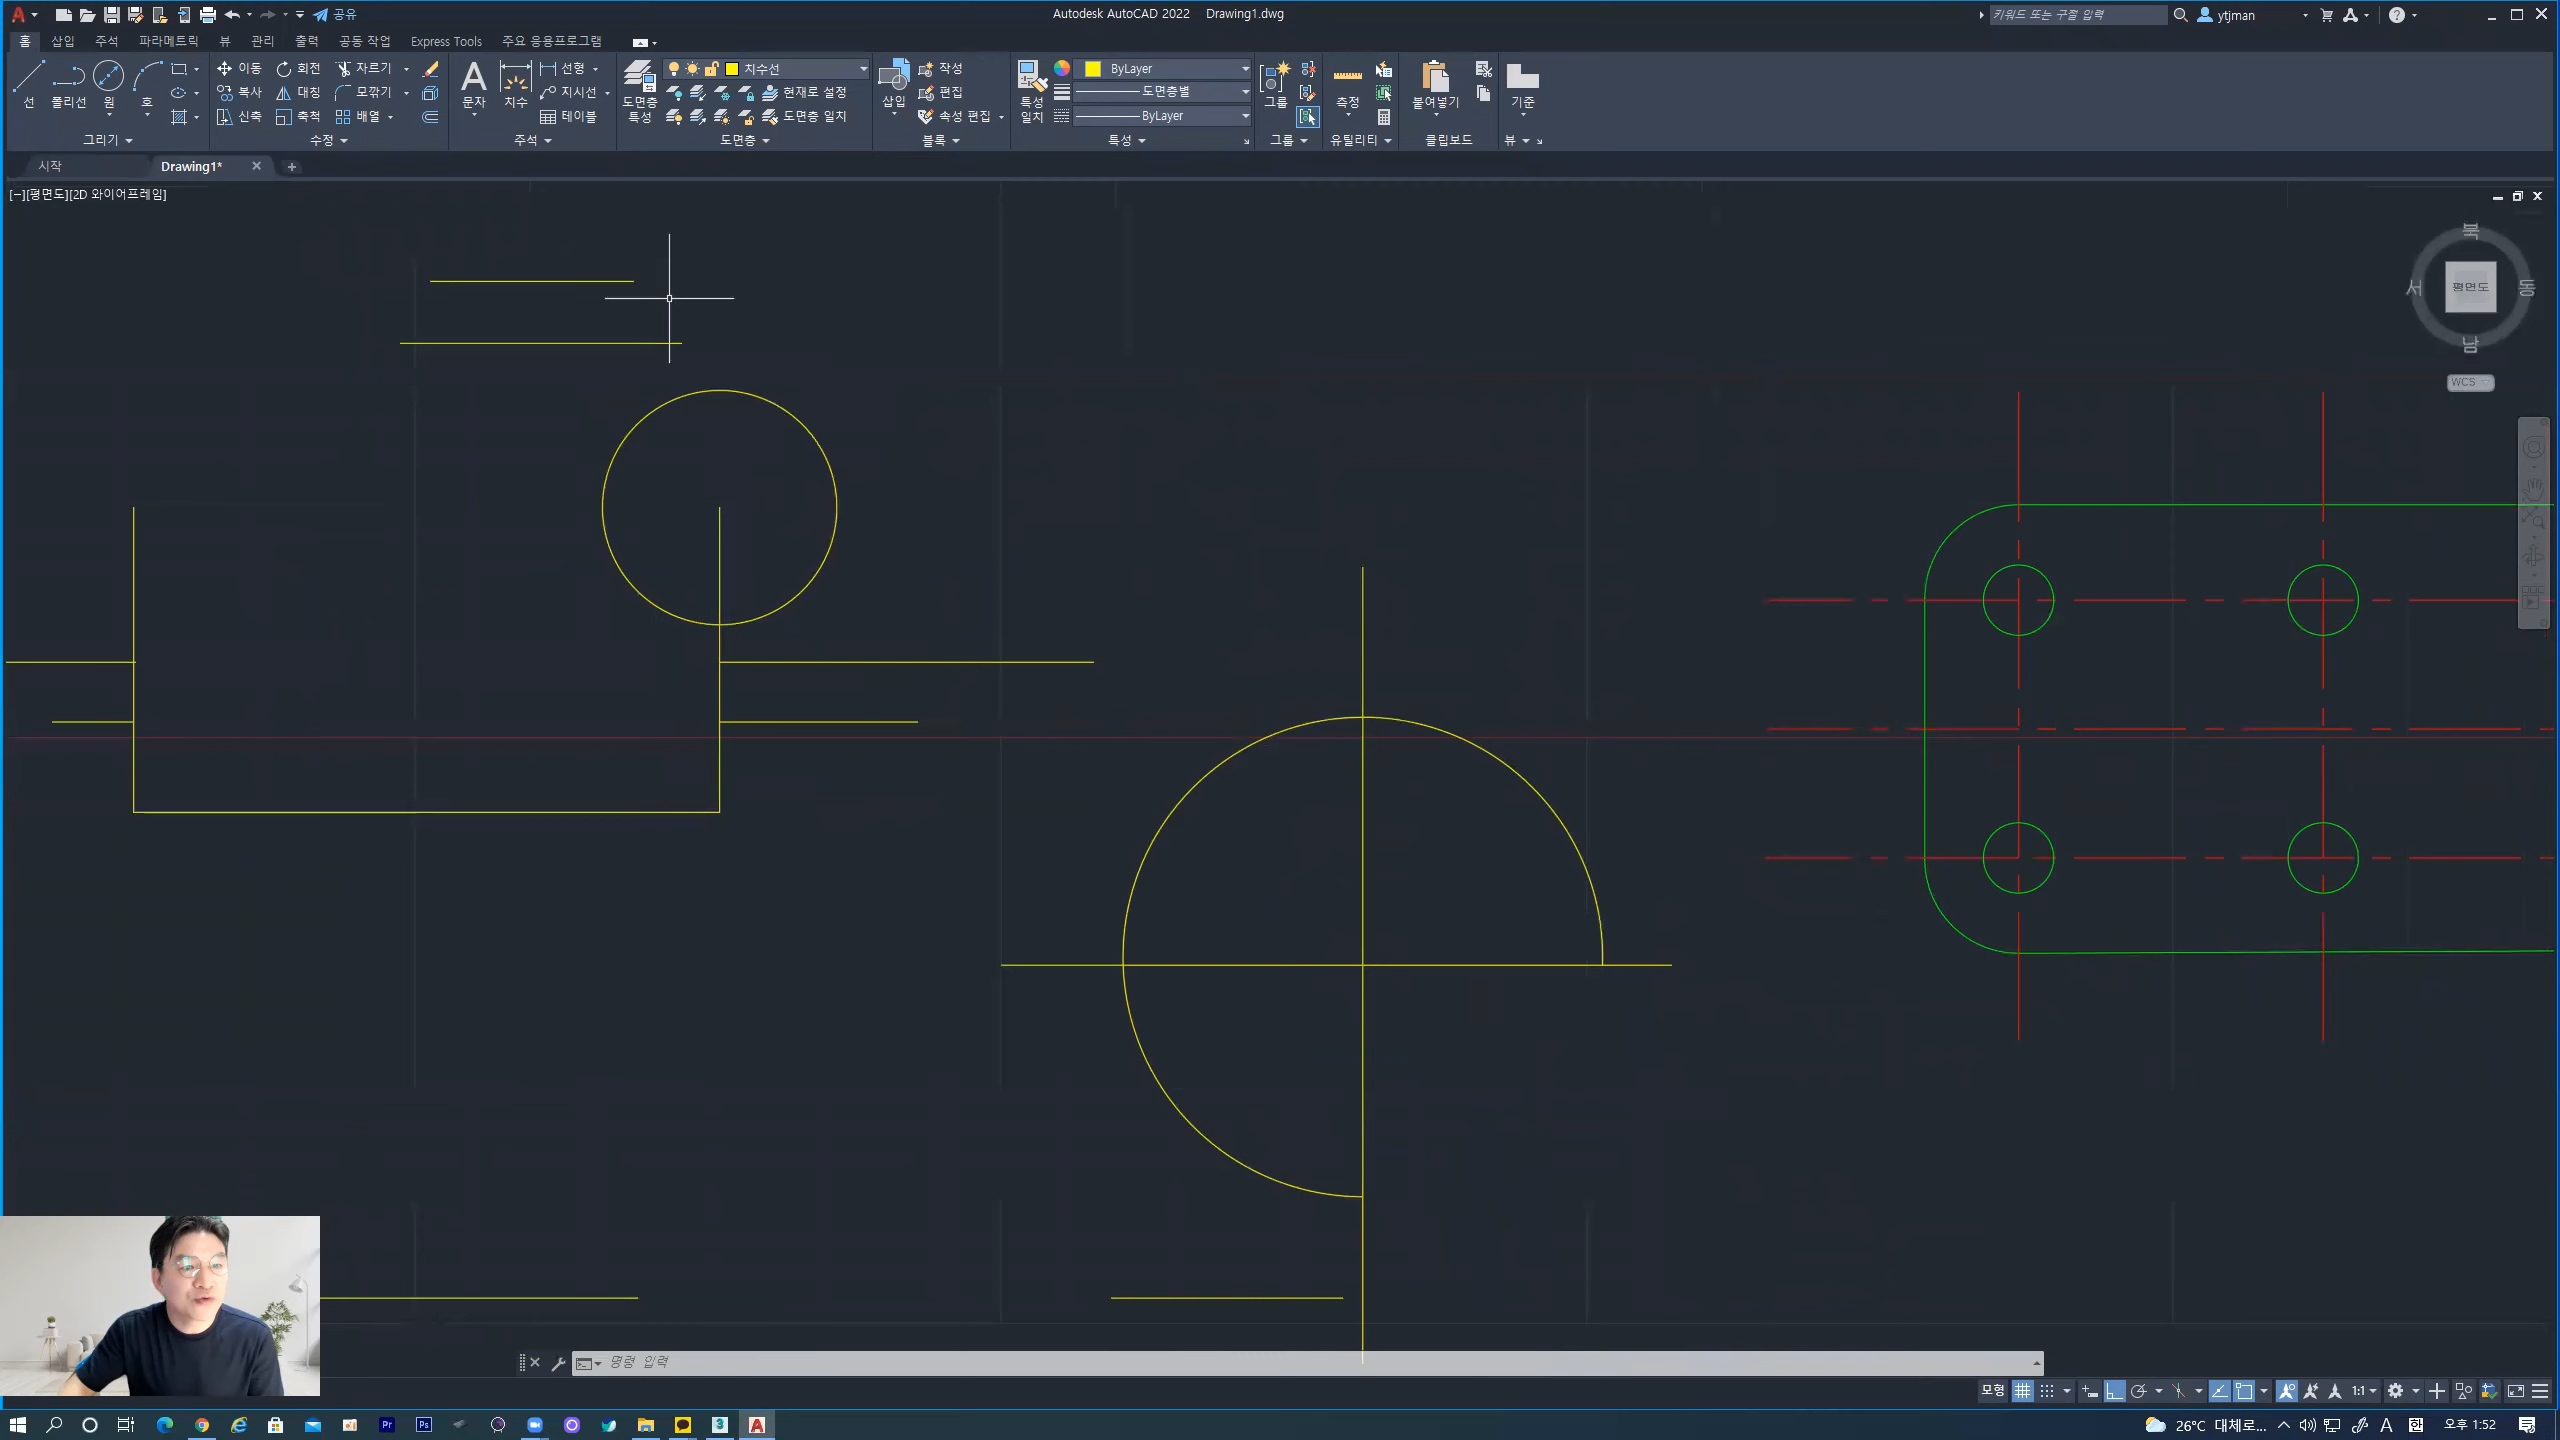 공유
Autodesk AutoCAD 2022 Drawing1.dwg
키워드 또는 구절 입력
ytjman
홈 삽입 주석 파라메트릭 뷰 관리 출력 공동 작업 Express Tools 주요 응용프로그램
선 폴리선 원 호
그리기
이동 회전 자르기
복사 대칭 모깎기
신축 축척 배열
수정
문자 치수
선형
지시선
테이블
주석
도면층 특성
치수선
현재로 설정
도면층 일치
도면층
삽입
작성
편집
속성 편집
블록
특성 일치
ByLayer
도면층별
ByLayer
특성
그룹
그룹
측정
유틸리티
붙여넣기
클립보드
기준
뷰
시작 Drawing1*
[−][평면도][2D 와이어프레임]
북
서 평면도 동
남
WCS
명령 입력
모형 1:1
26°C 대체로... A 한 오후 1:52